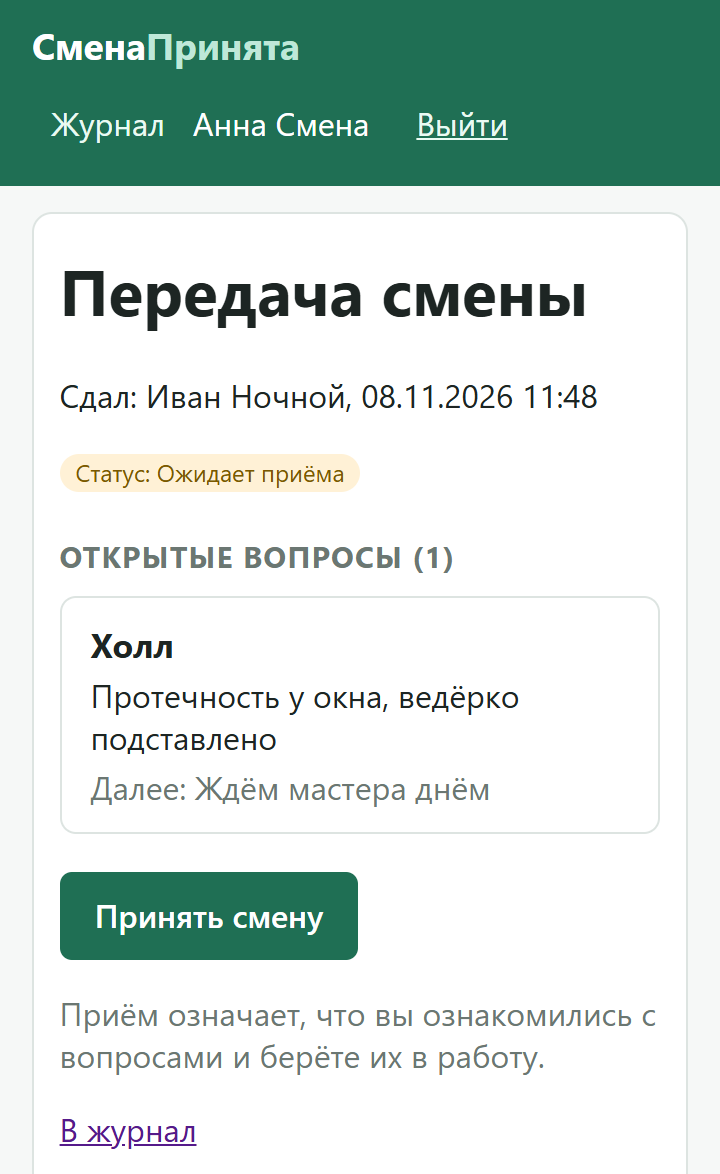 СменаПринята
Журнал Анна Смена Выйти
Передача смены
Сдал: Иван Ночной, 08.11.2026 11:48
Статус: Ожидает приёма
ОТКРЫТЫЕ ВОПРОСЫ (1)
Холл
Протечность у окна, ведёрко
подставлено
Далее: Ждём мастера днём
Принять смену
Приём означает, что вы ознакомились с
вопросами и берёте их в работу.
В журнал